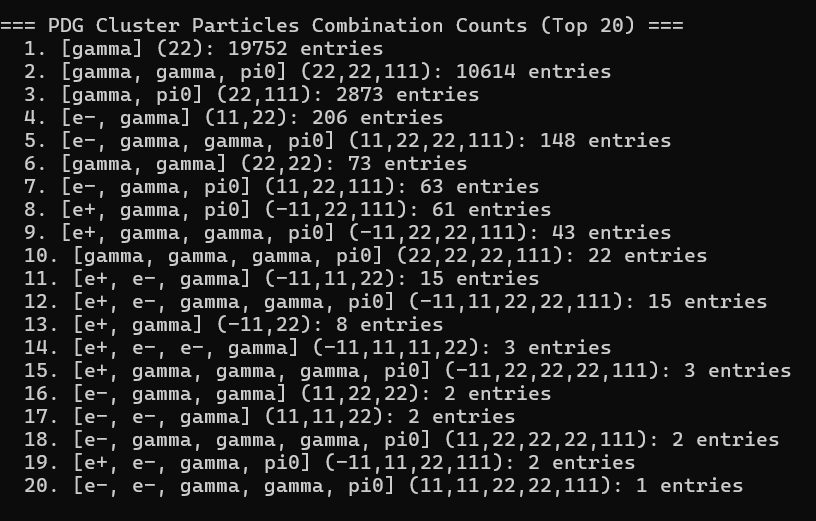 === PDG Cluster Particles Combination Counts (Top 20) ===
1. [gamma] (22): 19752 entries
2. [gamma, gamma, pi0] (22,22,111): 10614 entries
3. [gamma, pi0] (22,111): 2873 entries
4. [e-, gamma] (11,22): 206 entries
5. [e-, gamma, gamma, pi0] (11,22,22,111): 148 entries
6. [gamma, gamma] (22,22): 73 entries
7. [e-, gamma, pi0] (11,22,111): 63 entries
8. [e+, gamma, pi0] (-11,22,111): 61 entries
9. [e+, gamma, gamma, pi0] (-11,22,22,111): 43 entries
10. [gamma, gamma, gamma, pi0] (22,22,22,111): 22 entries
11. [e+, e-, gamma] (-11,11,22): 15 entries
12. [e+, e-, gamma, gamma, pi0] (-11,11,22,22,111): 15 entries
13. [e+, gamma] (-11,22): 8 entries
14. [e+, e-, e-, gamma] (-11,11,11,22): 3 entries
15. [e+, gamma, gamma, gamma, pi0] (-11,22,22,22,111): 3 entries
16. [e-, gamma, gamma] (11,22,22): 2 entries
17. [e-, e-, gamma] (11,11,22): 2 entries
18. [e-, gamma, gamma, gamma, pi0] (11,22,22,22,111): 2 entries
19. [e+, e-, gamma, pi0] (-11,11,22,111): 2 entries
20. [e-, e-, gamma, gamma, pi0] (11,11,22,22,111): 1 entries